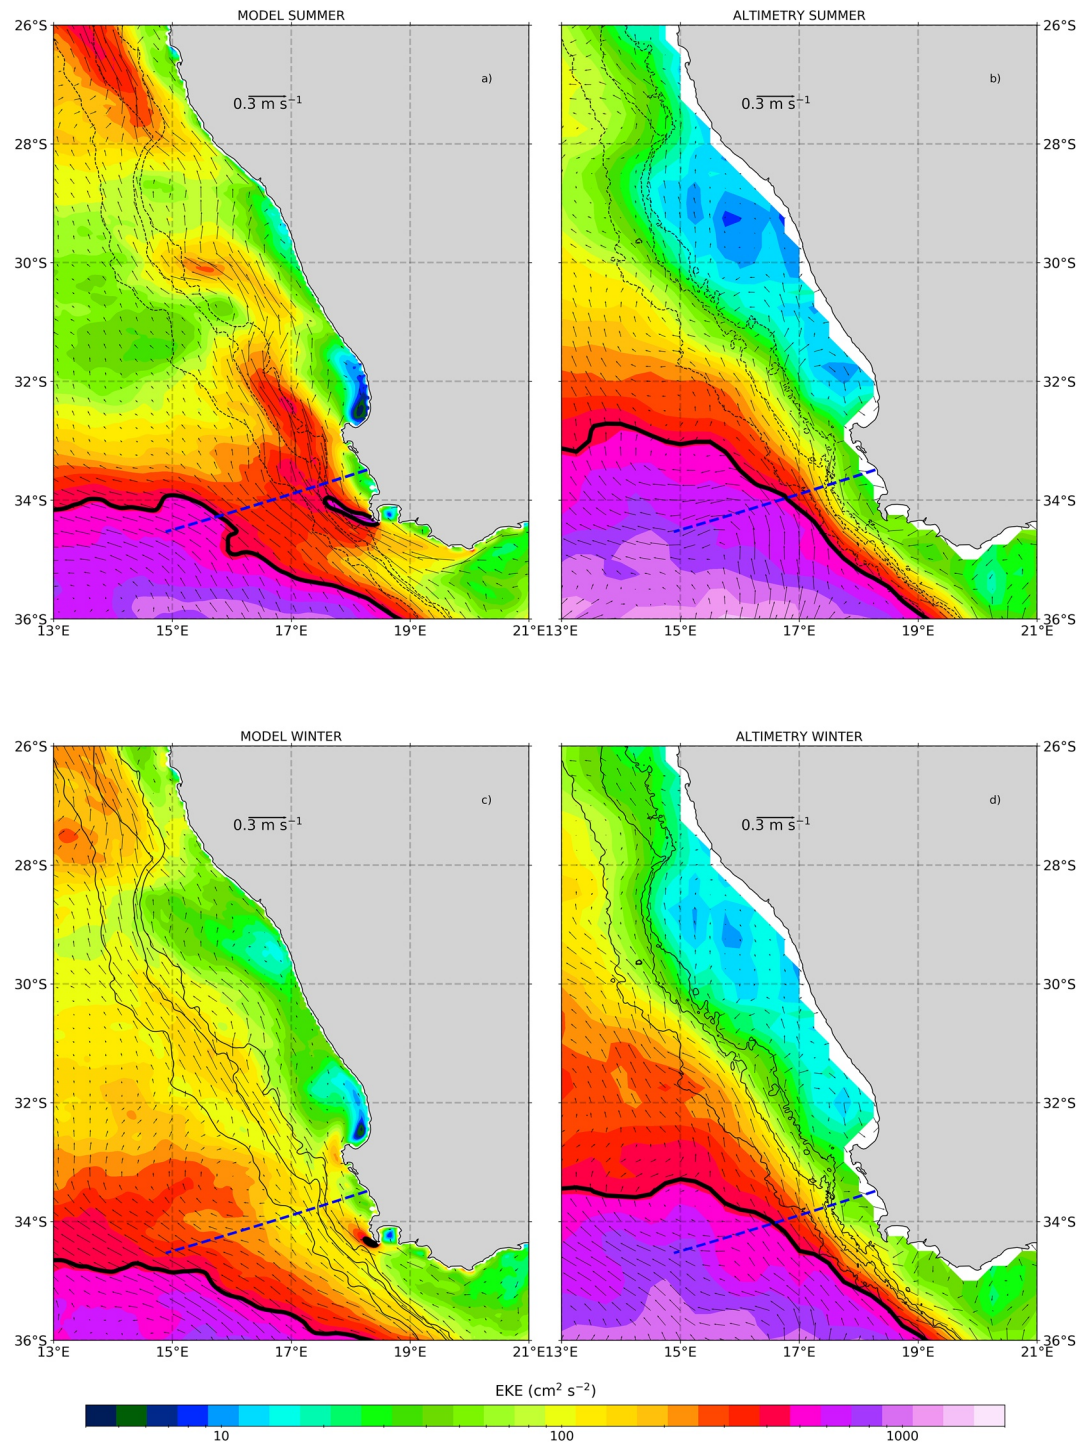 MODEL SUMMER
ALTIMETRY SUMMER
26°S 26°S
a) b)
0.3 m s⁻¹ 0.3 m s⁻¹
28°S 28°S
30°S 30°S
32°S 32°S
34°S 34°S
36°S 36°S
13°E 15°E 17°E 19°E 21°E 13°E 15°E 17°E 19°E 21°E
MODEL WINTER
ALTIMETRY WINTER
26°S 26°S
c) d)
0.3 m s⁻¹ 0.3 m s⁻¹
28°S 28°S
30°S 30°S
32°S 32°S
34°S 34°S
36°S 36°S
13°E 15°E 17°E 19°E 21°E 13°E 15°E 17°E 19°E 21°E
EKE (cm² s⁻²)
10 100 1000